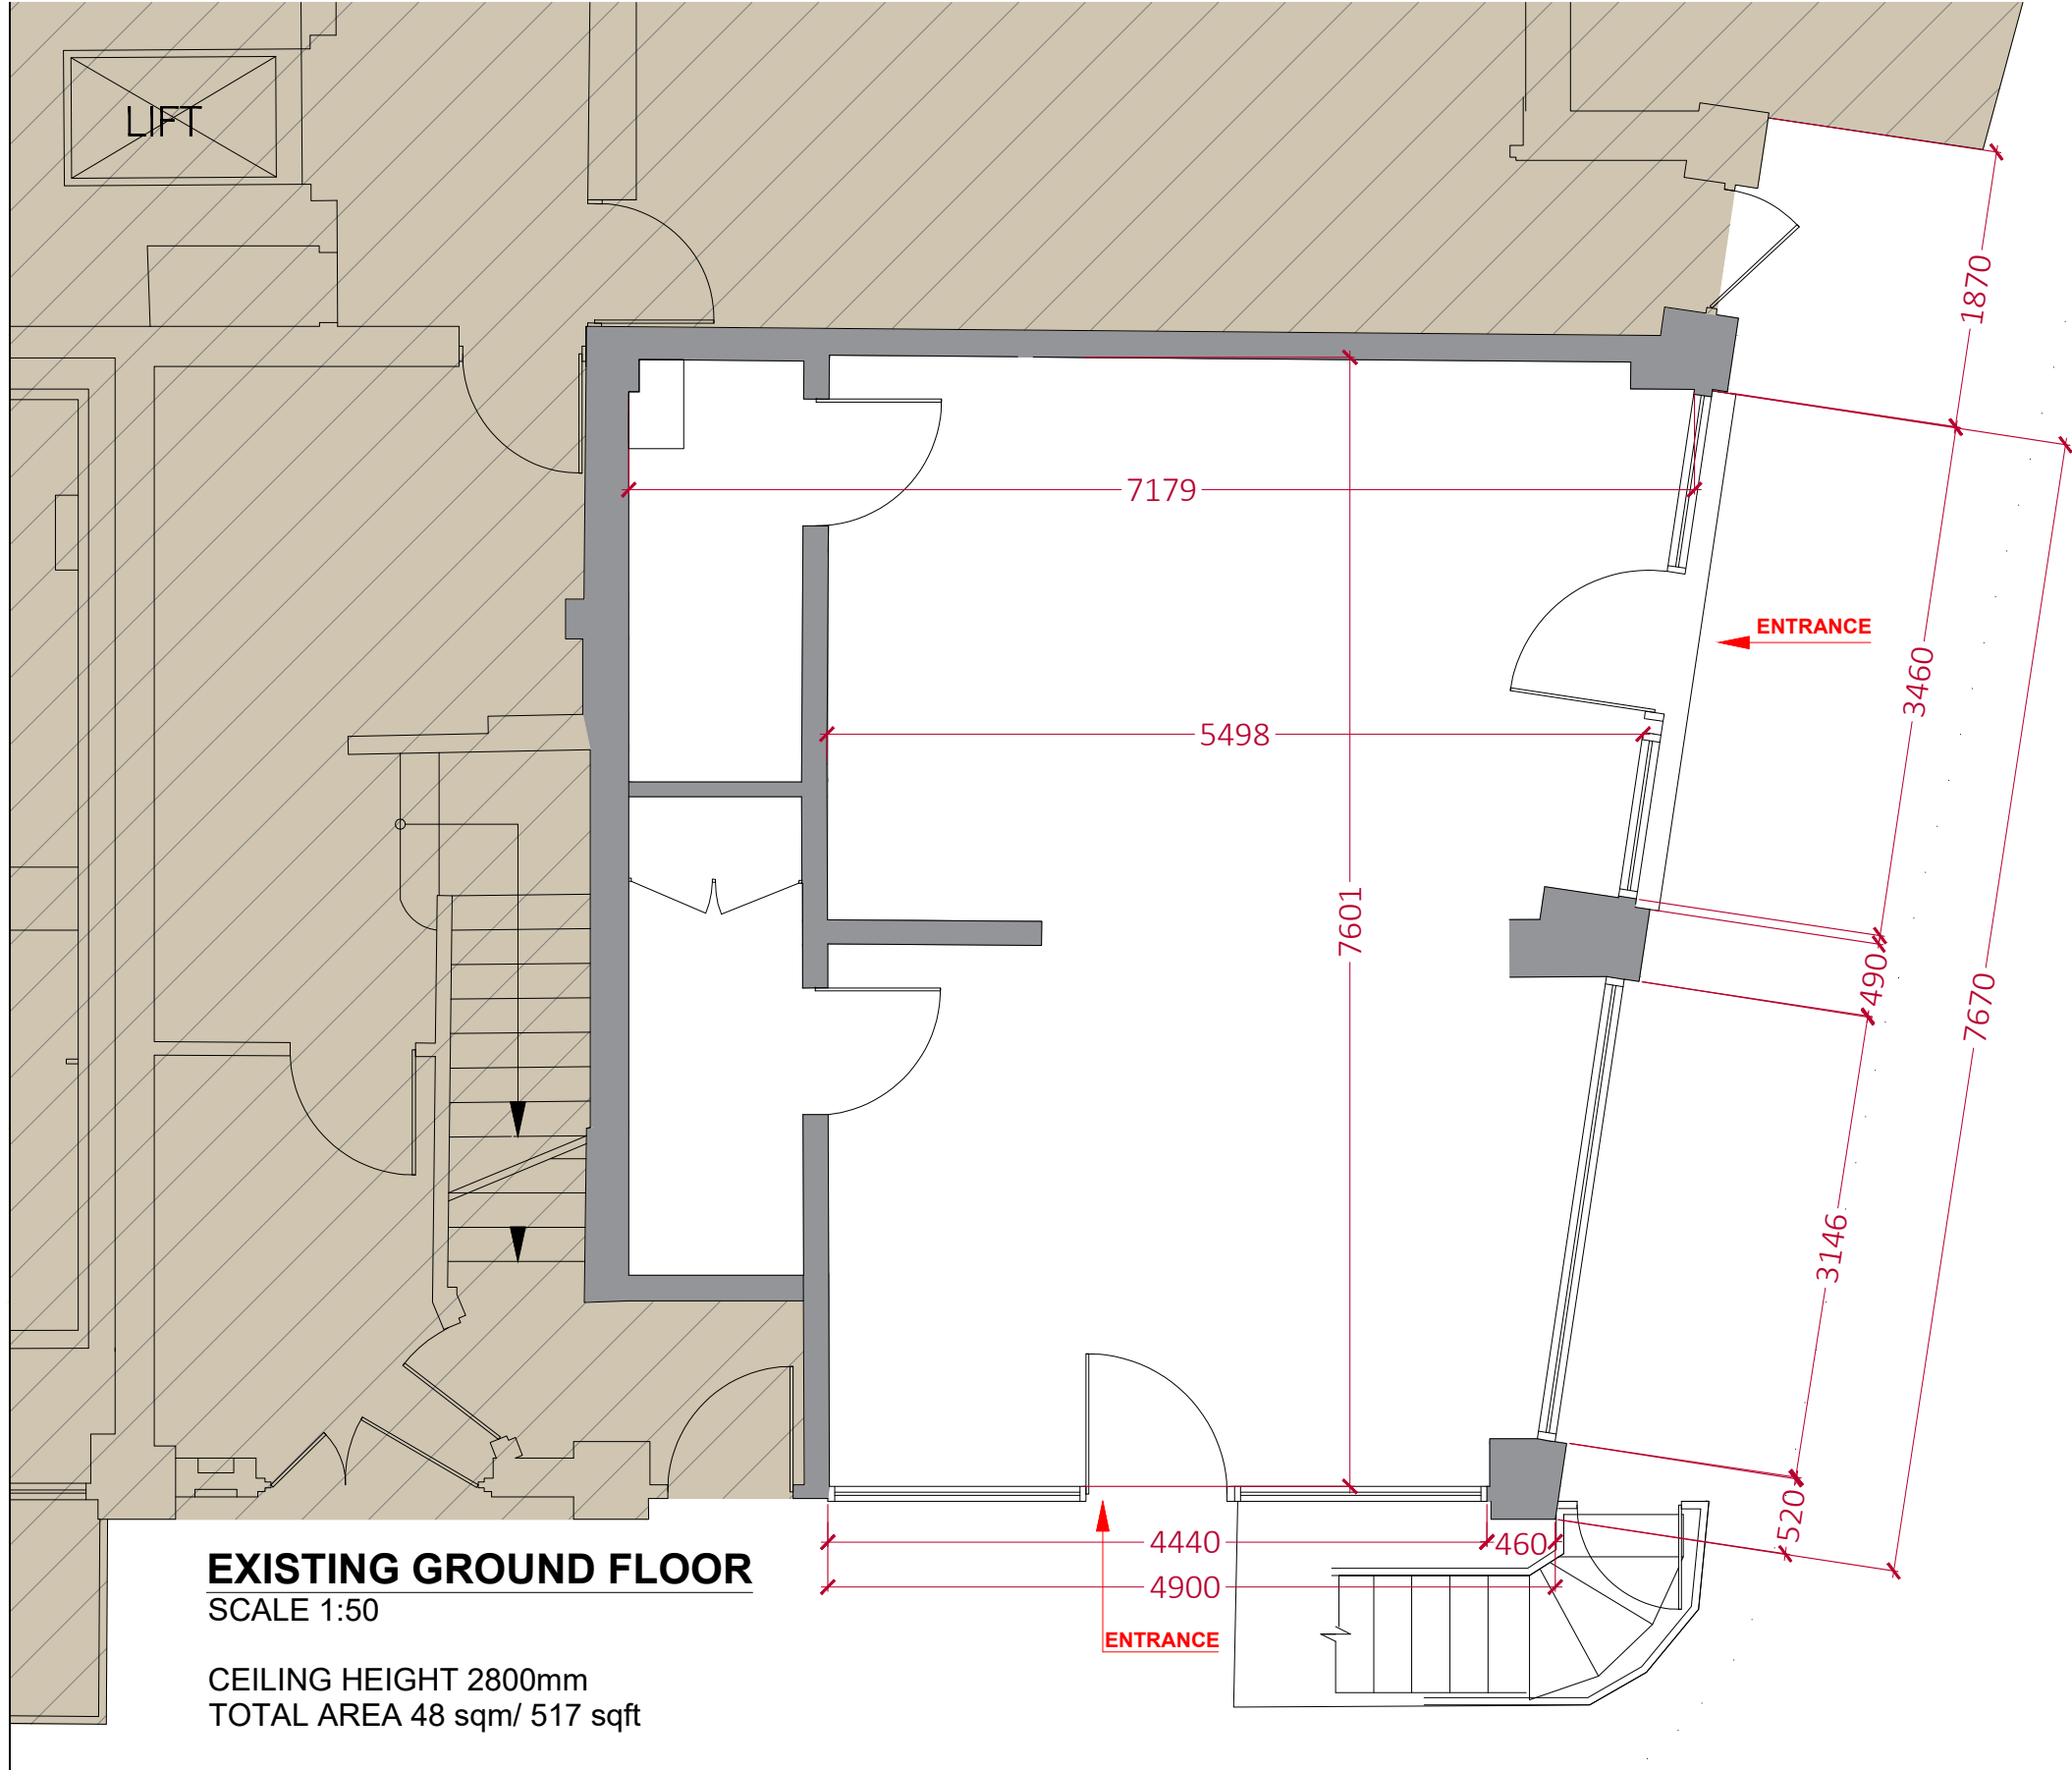 LIFT
1870
7179
ENTRANCE
3460
5498
7601
490
7670
3146
520
4440
460
4900
ENTRANCE
EXISTING GROUND FLOOR
SCALE 1:50
CEILING HEIGHT 2800mm
TOTAL AREA 48 sqm/ 517 sqft